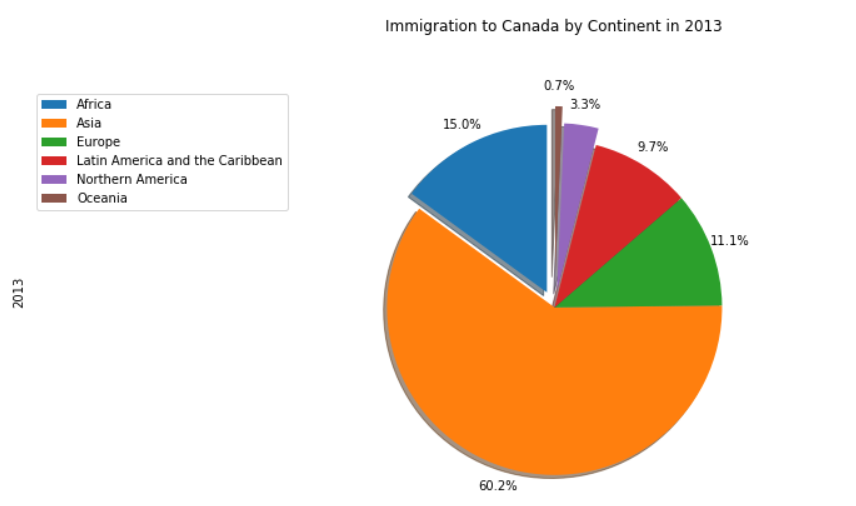 Immigration to Canada by Continent in 2013
Africa
Asia
Europe
Latin America and the Caribbean
Northern America
Oceania
2013
0.7%
3.3%
15.0%
9.7%
11.1%
60.2%